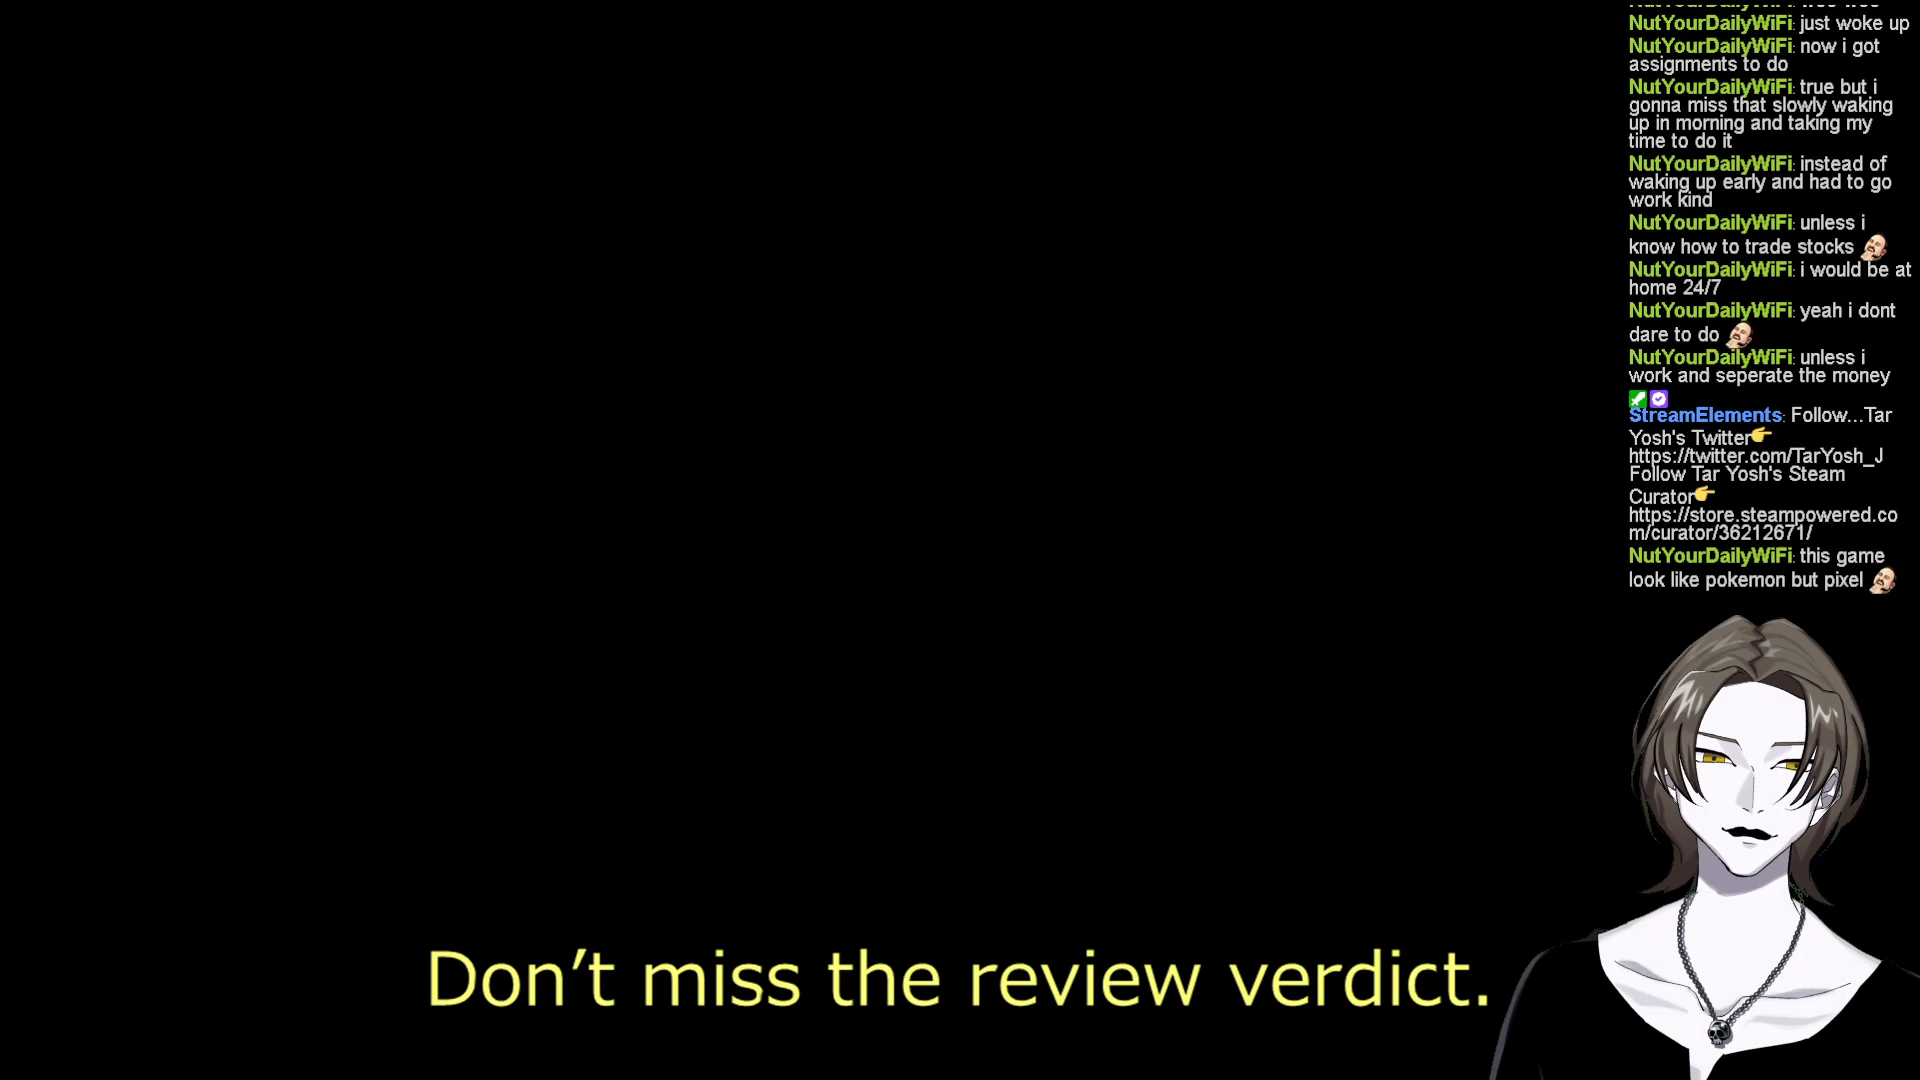 NutYourDailyWiFi: just woke up
NutYourDailyWiFi: now i got
assignments to do
NutYourDailyWiFi: true but i
gonna miss that slowly waking
up in morning and taking my
time to do it
NutYourDailyWiFi: instead of
waking up early and had to go
work kind
NutYourDailyWiFi: unless i
know how to trade stocks
NutYourDailyWiFi: i would be at
home 24/7
NutYourDailyWiFi: yeah i dont
dare to do
NutYourDailyWiFi: unless i
work and seperate the money
StreamElements: Follow...Tar
Yosh's Twitter👉
https://twitter.com/TarYosh_J
Follow Tar Yosh's Steam
Curator👉
https://store.steampowered.co
m/curator/36212671/
NutYourDailyWiFi: this game
look like pokemon but pixel
Don't miss the review verdict.